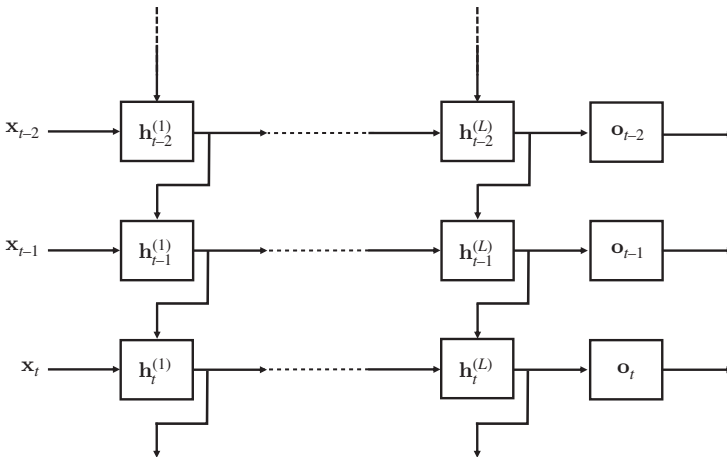 x_{t–2} h_{t–2}^{(1)} h_{t–2}^{(L)} o_{t–2}
x_{t–1} h_{t–1}^{(1)} h_{t–1}^{(L)} o_{t–1}
x_t h_t^{(1)} h_t^{(L)} o_t